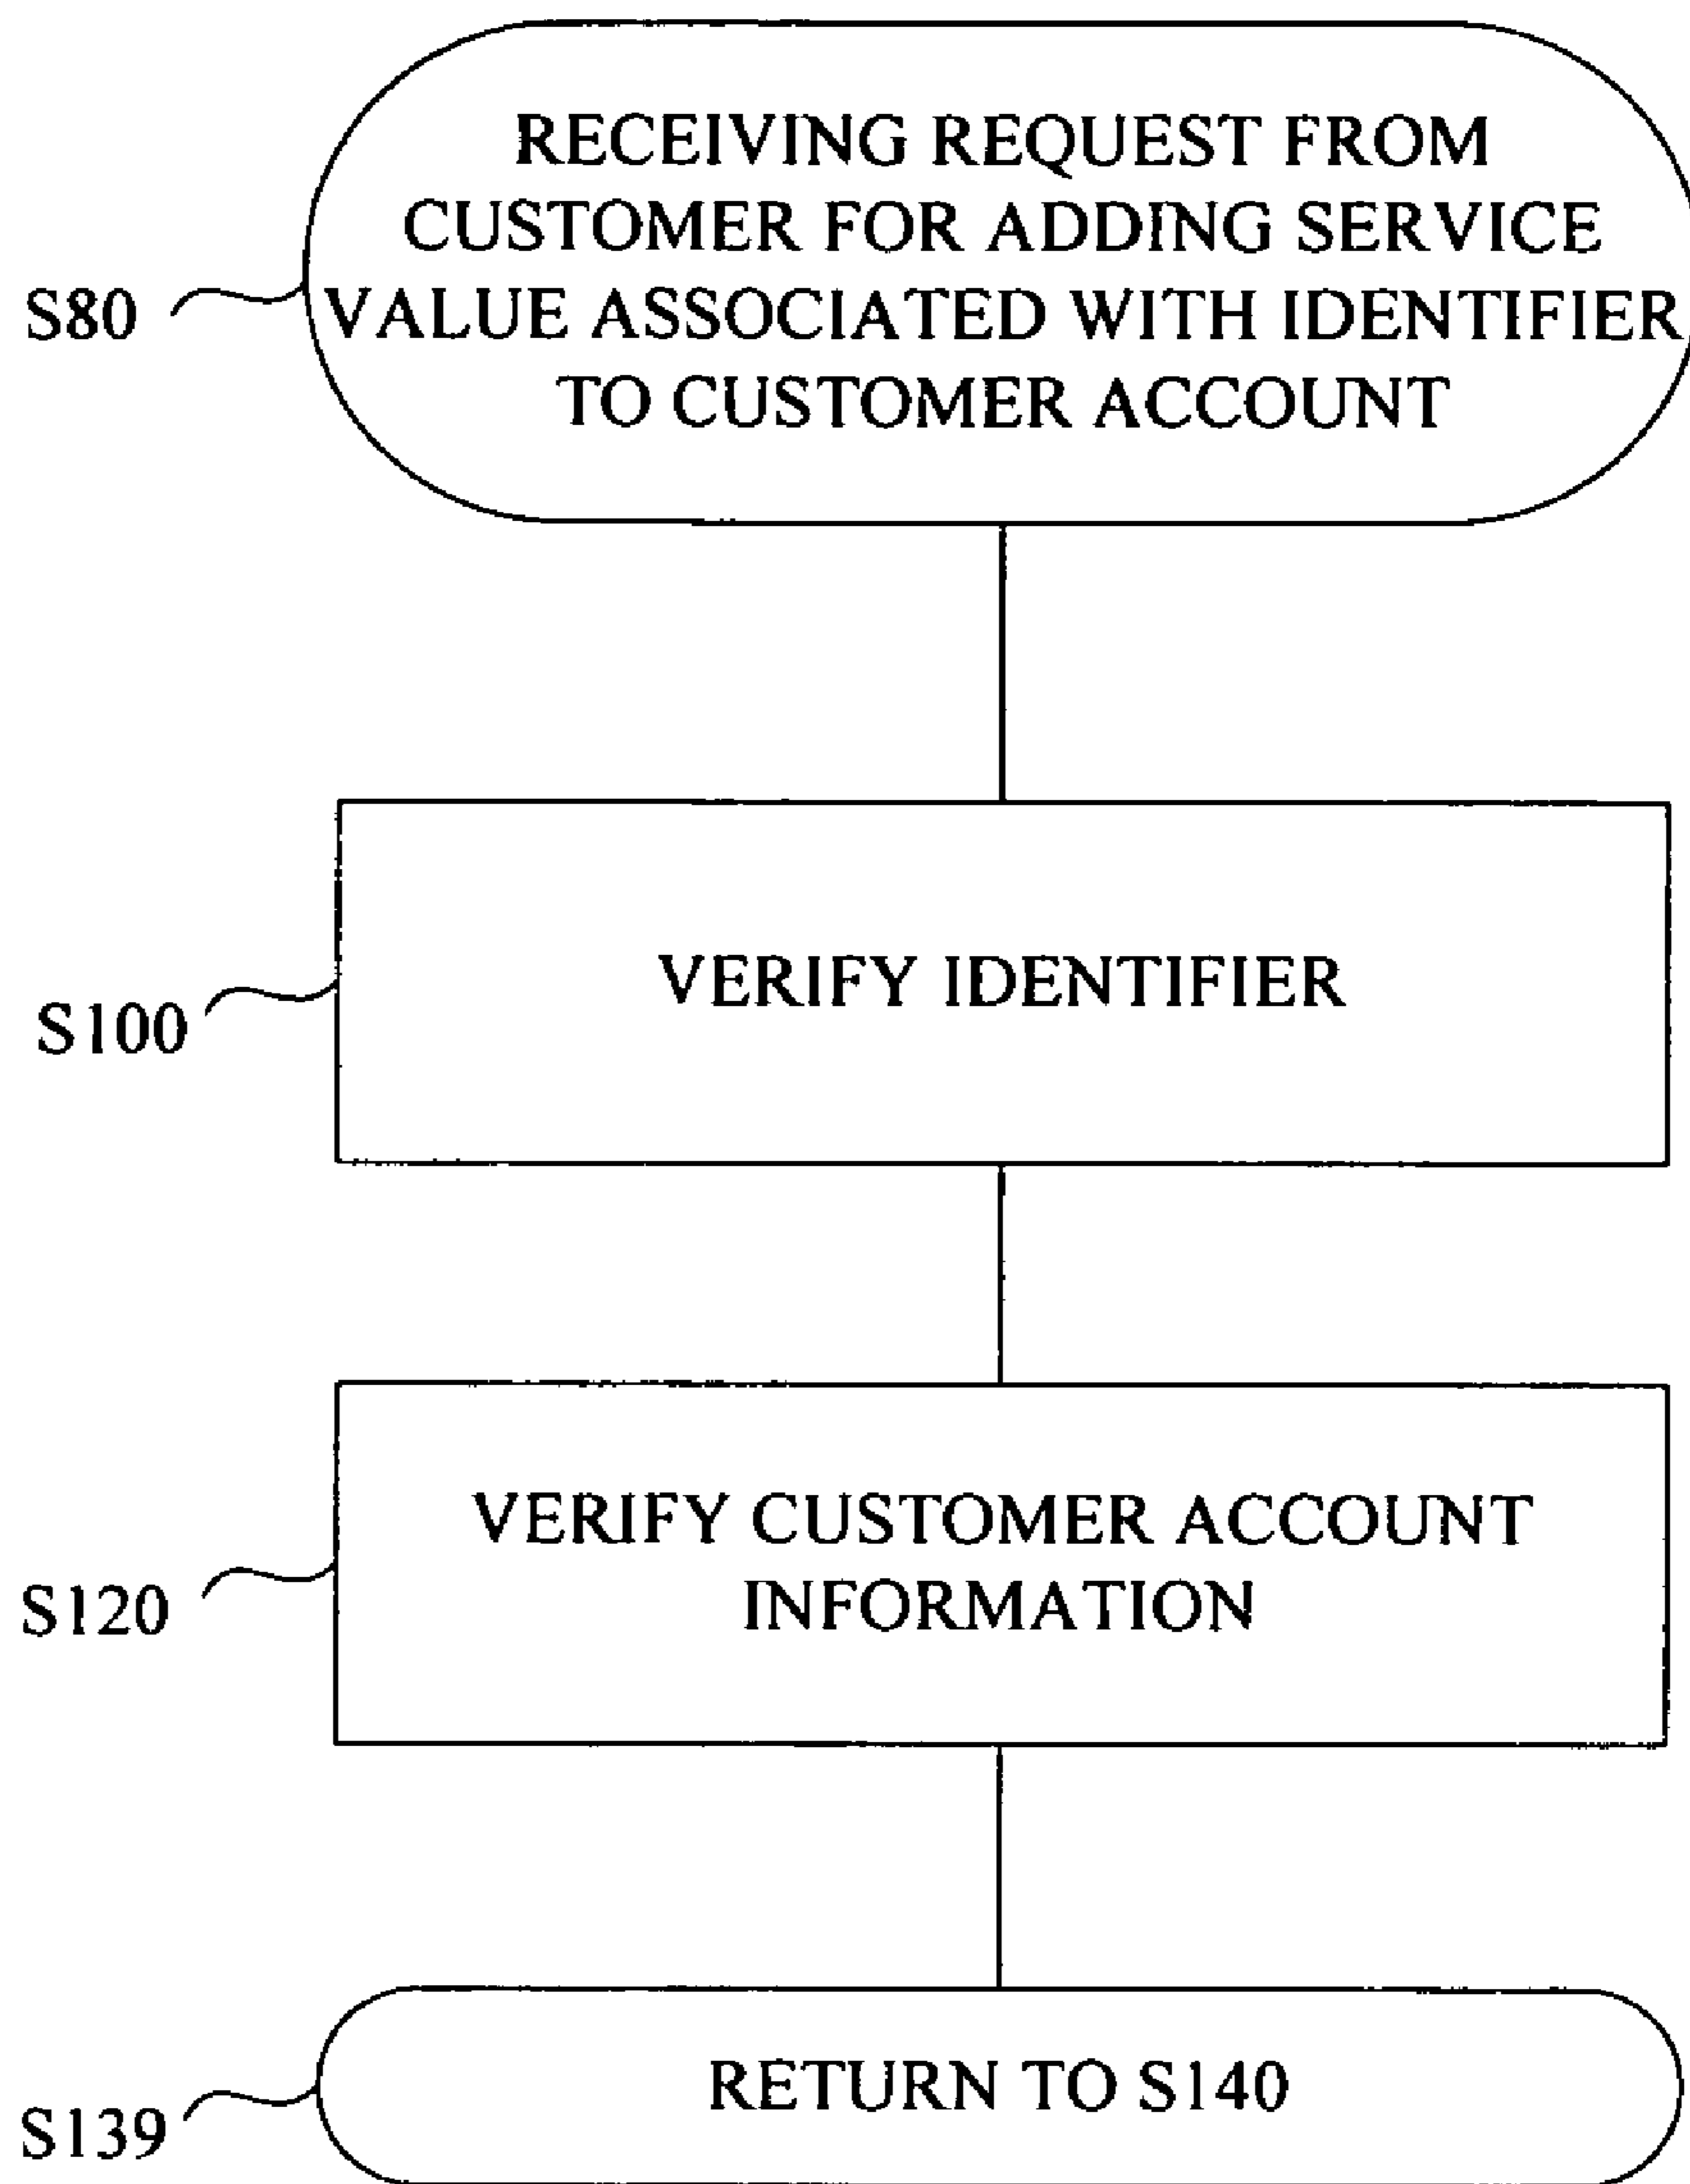 RECEIVING REQUEST FROM
CUSTOMER FOR ADDING SERVICE
S80
VALUE ASSOCIATED WITH IDENTIFIER
TO CUSTOMER ACCOUNT
VERIFY IDENTIFIER
S100
VERIFY CUSTOMER ACCOUNT
INFORMATION
S120
RETURN TO S140
S139